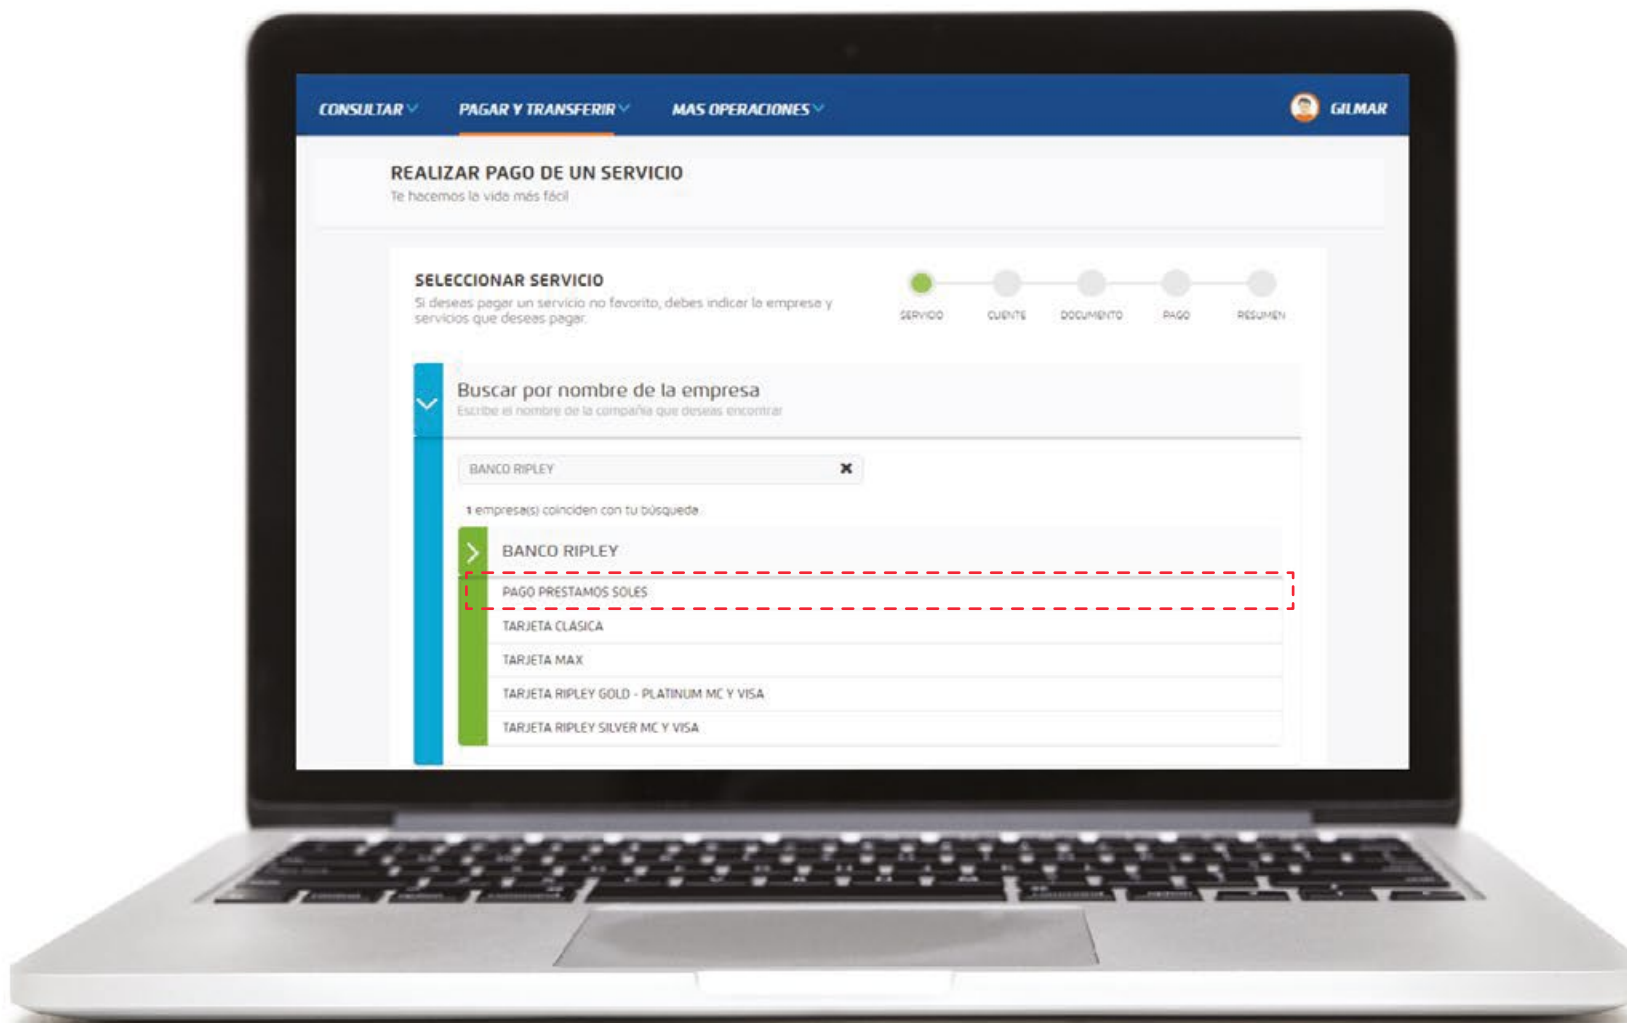 CONSULTAR PAGAR Y TRANSFERIR MAS OPERACIONES GILMAR
REALIZAR PAGO DE UN SERVICIO
Te hacemos la vida más fácil
SELECCIONAR SERVICIO
Si deseas pagar un servicio no favorito, debes indicar la empresa y
servicios que deseas pagar.
SERVICIO CLIENTE DOCUMENTO PAGO RESUMEN
Buscar por nombre de la empresa
Escribe el nombre de la compañía que deseas encontrar
BANCO RIPLEY
1 empresa(s) coinciden con tu búsqueda
BANCO RIPLEY
PAGO PRESTAMOS SOLES
TARJETA CLASICA
TARJETA MAX
TARJETA RIPLEY GOLD - PLATINUM MC Y VISA
TARJETA RIPLEY SILVER MC Y VISA